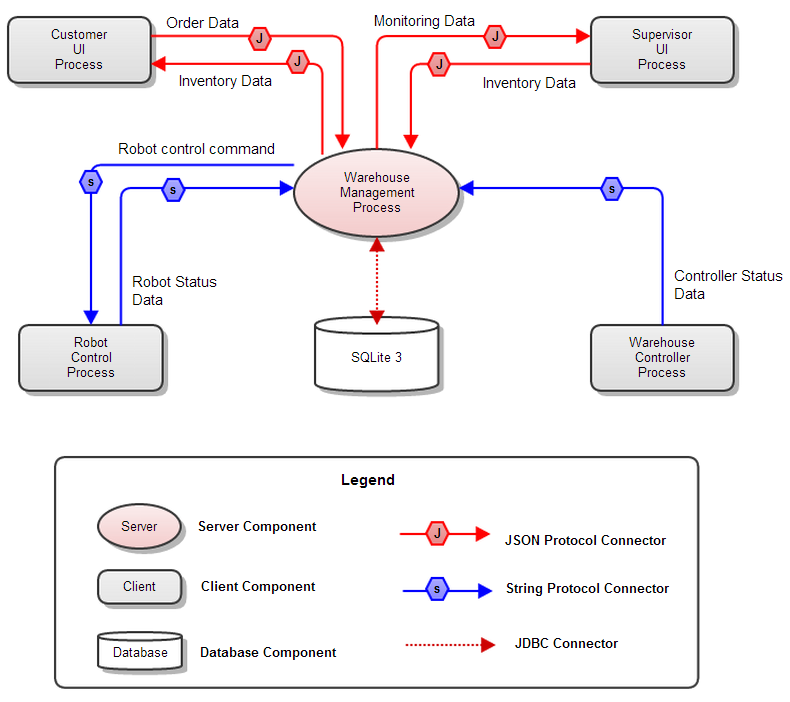 Order Data
Monitoring Data
Customer
UI
Process
J
J
Supervisor
UI
Process
J
J
Inventory Data
Inventory Data
Robot control command
s
s
Warehouse
Management
Process
s
Robot Status
Data
Controller Status
Data
Robot
Control
Process
SQLite 3
Warehouse
Controller
Process
Legend
Server
Server Component
J
JSON Protocol Connector
Client
Client Component
s
String Protocol Connector
Database
Database Component
JDBC Connector